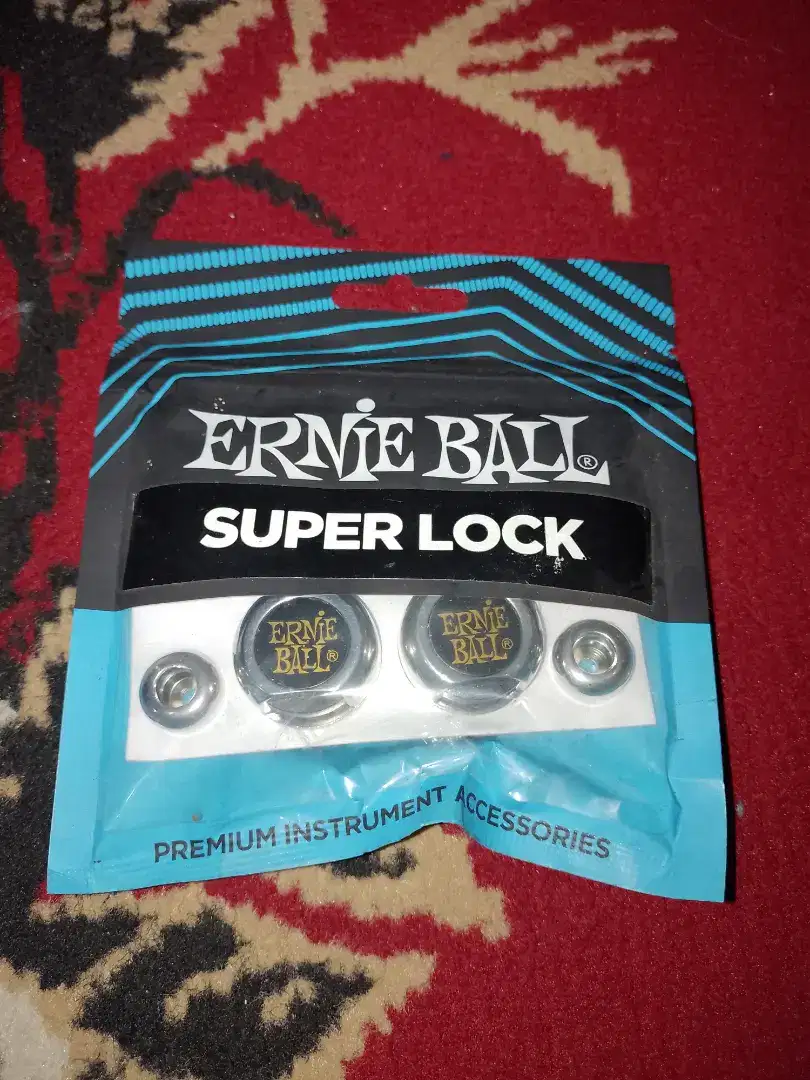 ERNiE BALL®
SUPER LOCK
ERNiE
BALL®
ERNiE
BALL®
PREMIUM INSTRUMENT ACCESSORIES